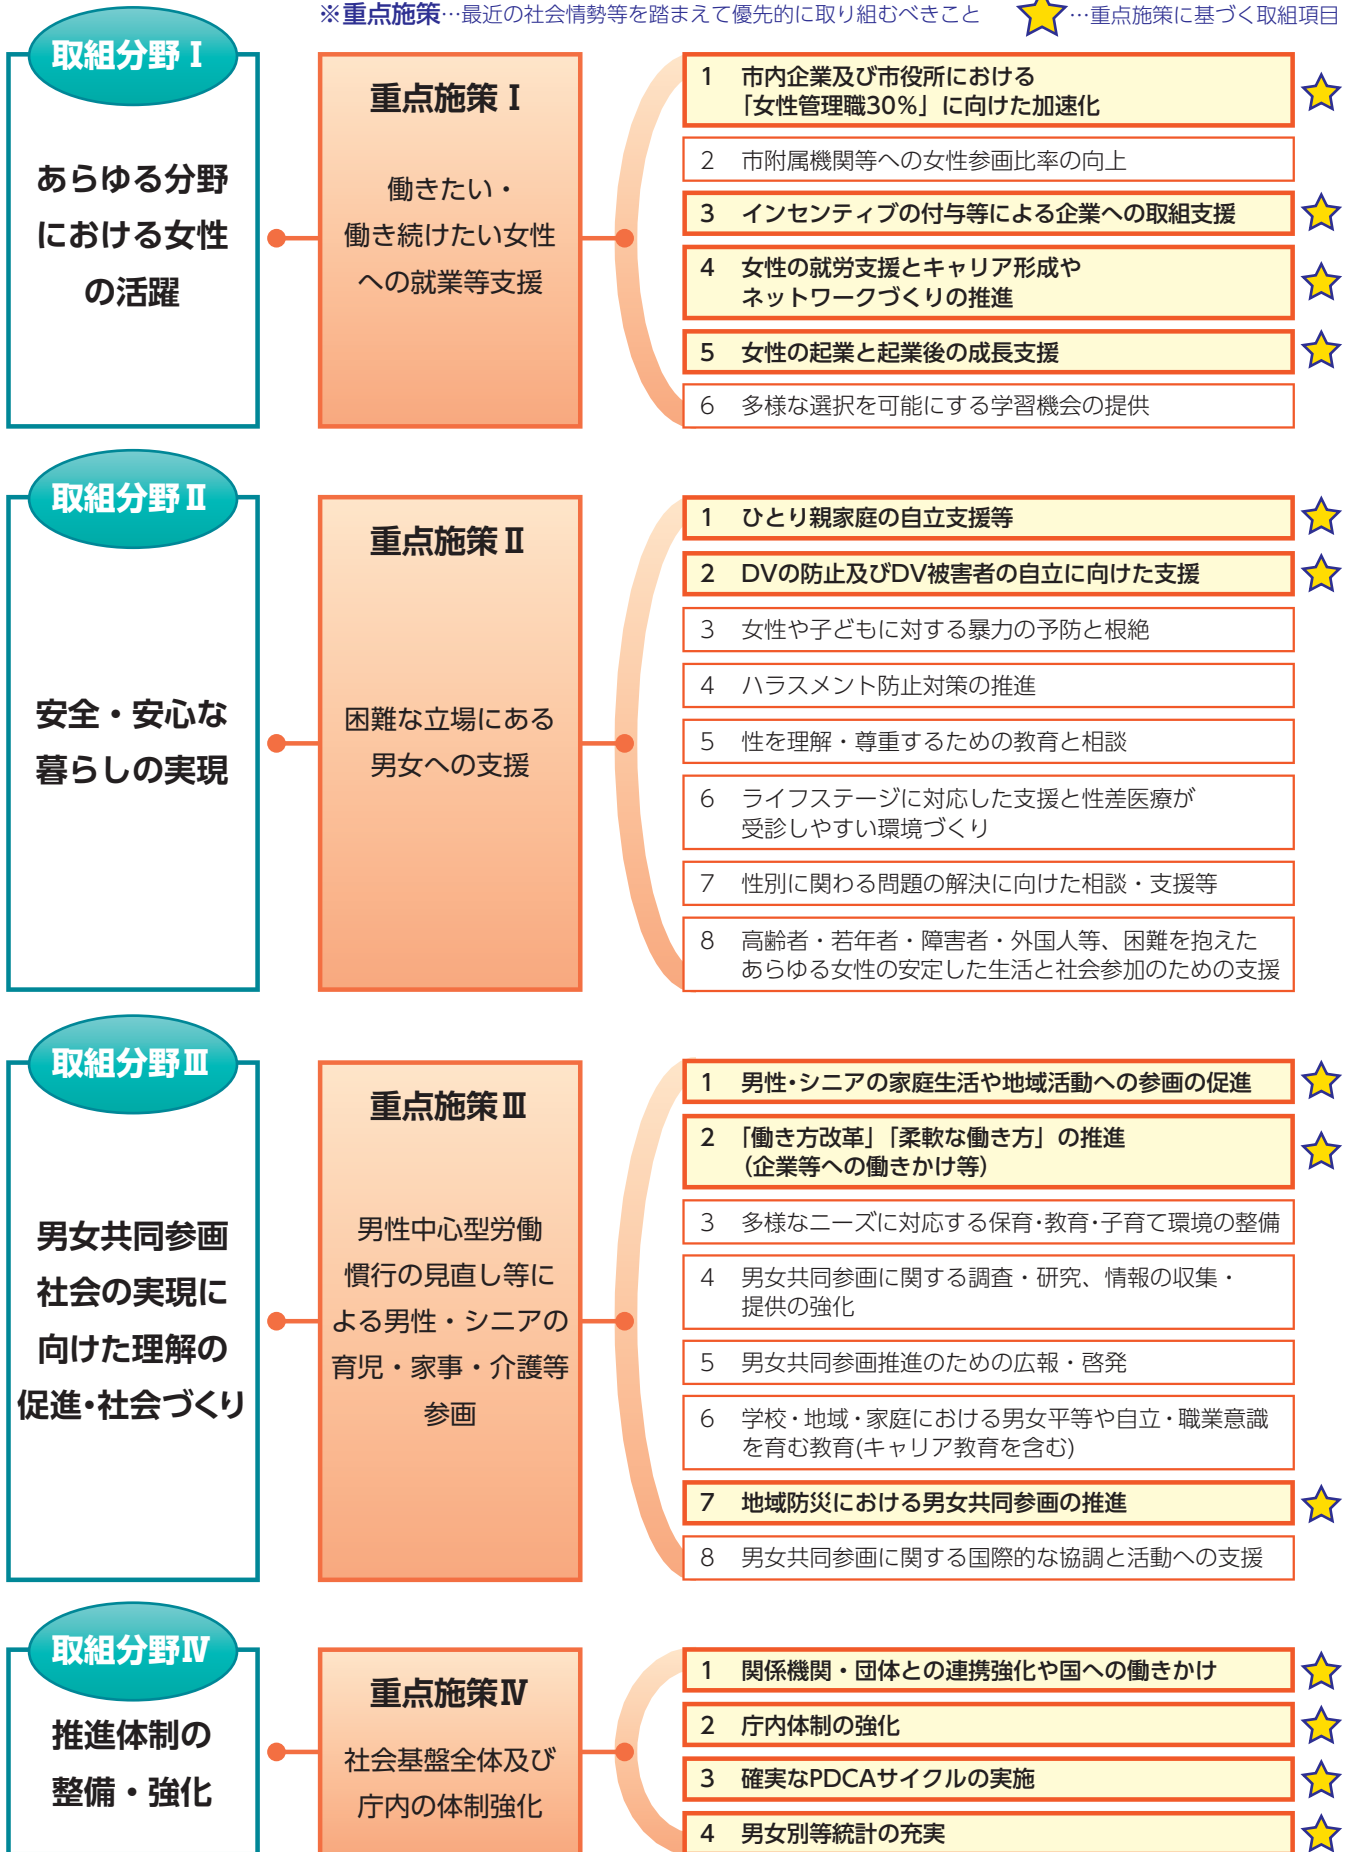 ※重点施策…最近の社会情勢等を踏まえて優先的に取り組むべきこと
…重点施策に基づく取組項目
取組分野Ⅰ
あらゆる分野
における女性
の活躍
重点施策Ⅰ
働きたい・
働き続けたい女性
への就業等支援
1 市内企業及び市役所における
「女性管理職30％」に向けた加速化
2 市附属機関等への女性参画比率の向上
3 インセンティブの付与等による企業への取組支援
4 女性の就労支援とキャリア形成や
ネットワークづくりの推進
5 女性の起業と起業後の成長支援
6 多様な選択を可能にする学習機会の提供
取組分野Ⅱ
安全・安心な
暮らしの実現
重点施策Ⅱ
困難な立場にある
男女への支援
1 ひとり親家庭の自立支援等
2 DVの防止及びDV被害者の自立に向けた支援
3 女性や子どもに対する暴力の予防と根絶
4 ハラスメント防止対策の推進
5 性を理解・尊重するための教育と相談
6 ライフステージに対応した支援と性差医療が
受診しやすい環境づくり
7 性別に関わる問題の解決に向けた相談・支援等
8 高齢者・若年者・障害者・外国人等、困難を抱えた
あらゆる女性の安定した生活と社会参加のための支援
取組分野Ⅲ
男女共同参画
社会の実現に
向けた理解の
促進・社会づくり
重点施策Ⅲ
男性中心型労働
慣行の見直し等に
よる男性・シニアの
育児・家事・介護等
参画
1 男性・シニアの家庭生活や地域活動への参画の促進
2 「働き方改革」「柔軟な働き方」の推進
（企業等への働きかけ等）
3 多様なニーズに対応する保育・教育・子育て環境の整備
4 男女共同参画に関する調査・研究、情報の収集・
提供の強化
5 男女共同参画推進のための広報・啓発
6 学校・地域・家庭における男女平等や自立・職業意識
を育む教育(キャリア教育を含む)
7 地域防災における男女共同参画の推進
8 男女共同参画に関する国際的な協調と活動への支援
取組分野Ⅳ
推進体制の
整備・強化
重点施策Ⅳ
社会基盤全体及び
庁内の体制強化
1 関係機関・団体との連携強化や国への働きかけ
2 庁内体制の強化
3 確実なPDCAサイクルの実施
4 男女別等統計の充実